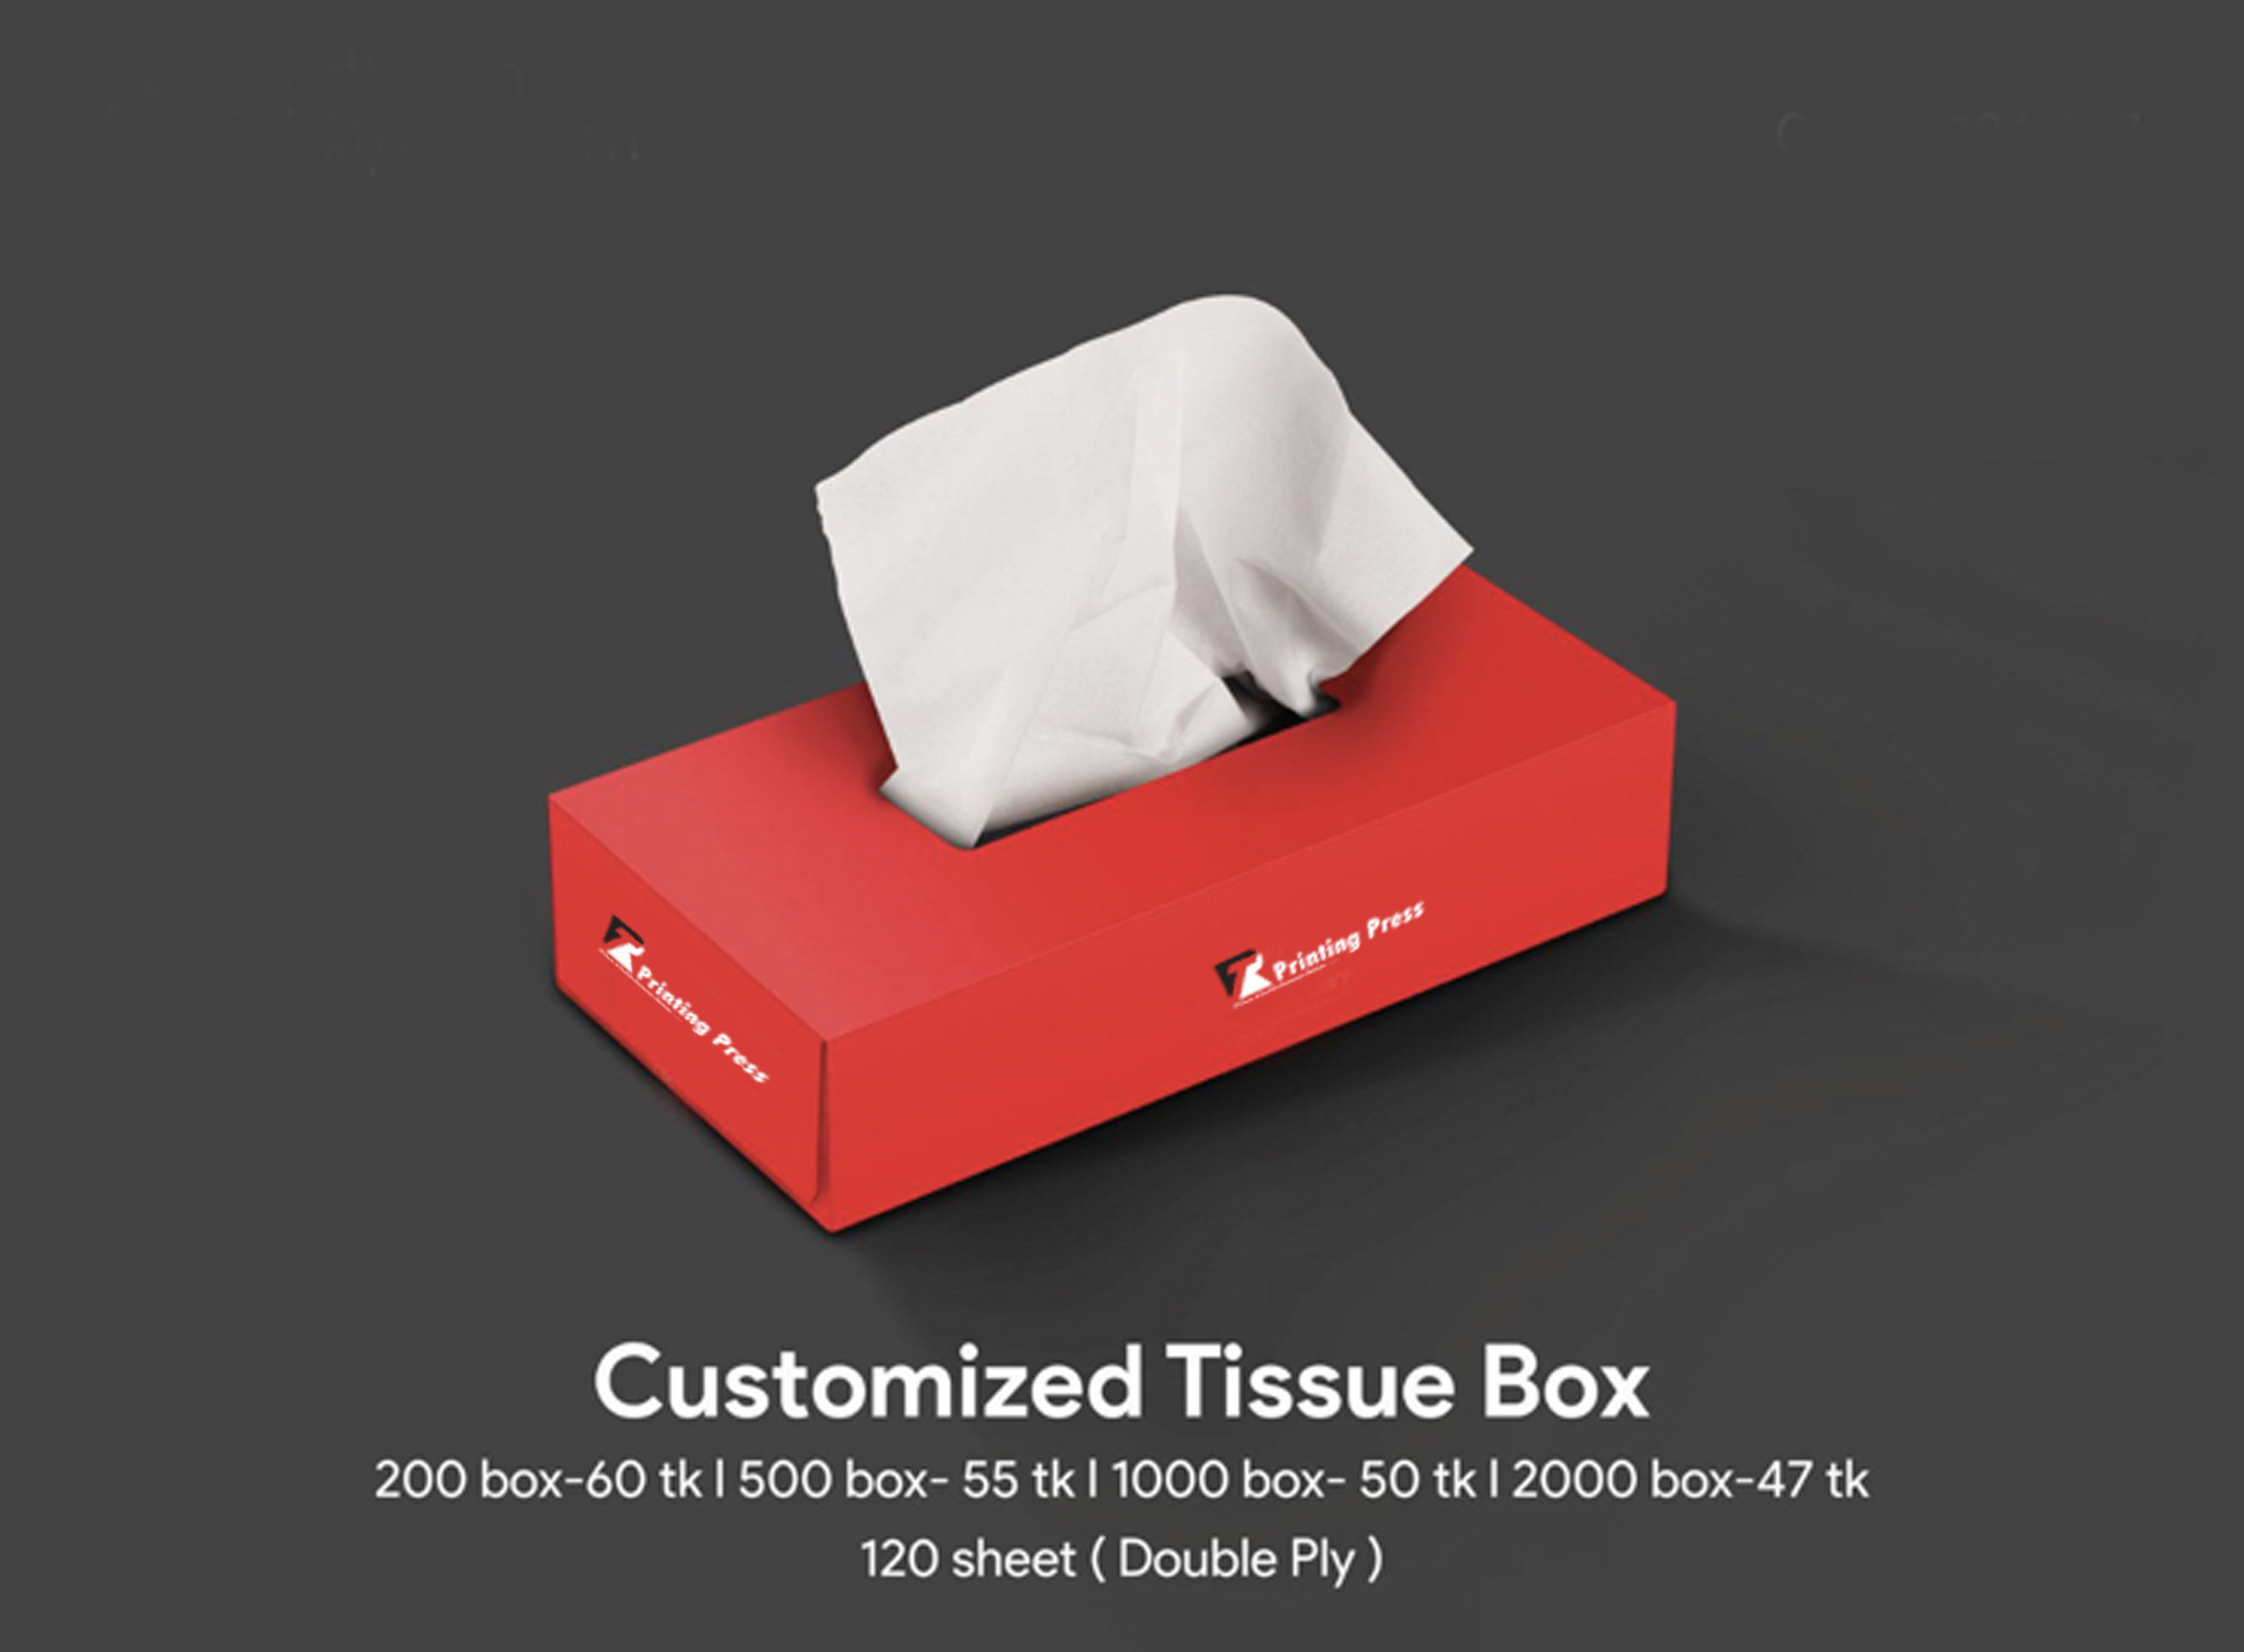 Printing Press
Printing Press
Customized Tissue Box
200 box-60 tk | 500 box- 55 tk | 1000 box- 50 tk | 2000 box-47 tk
120 sheet ( Double Ply )